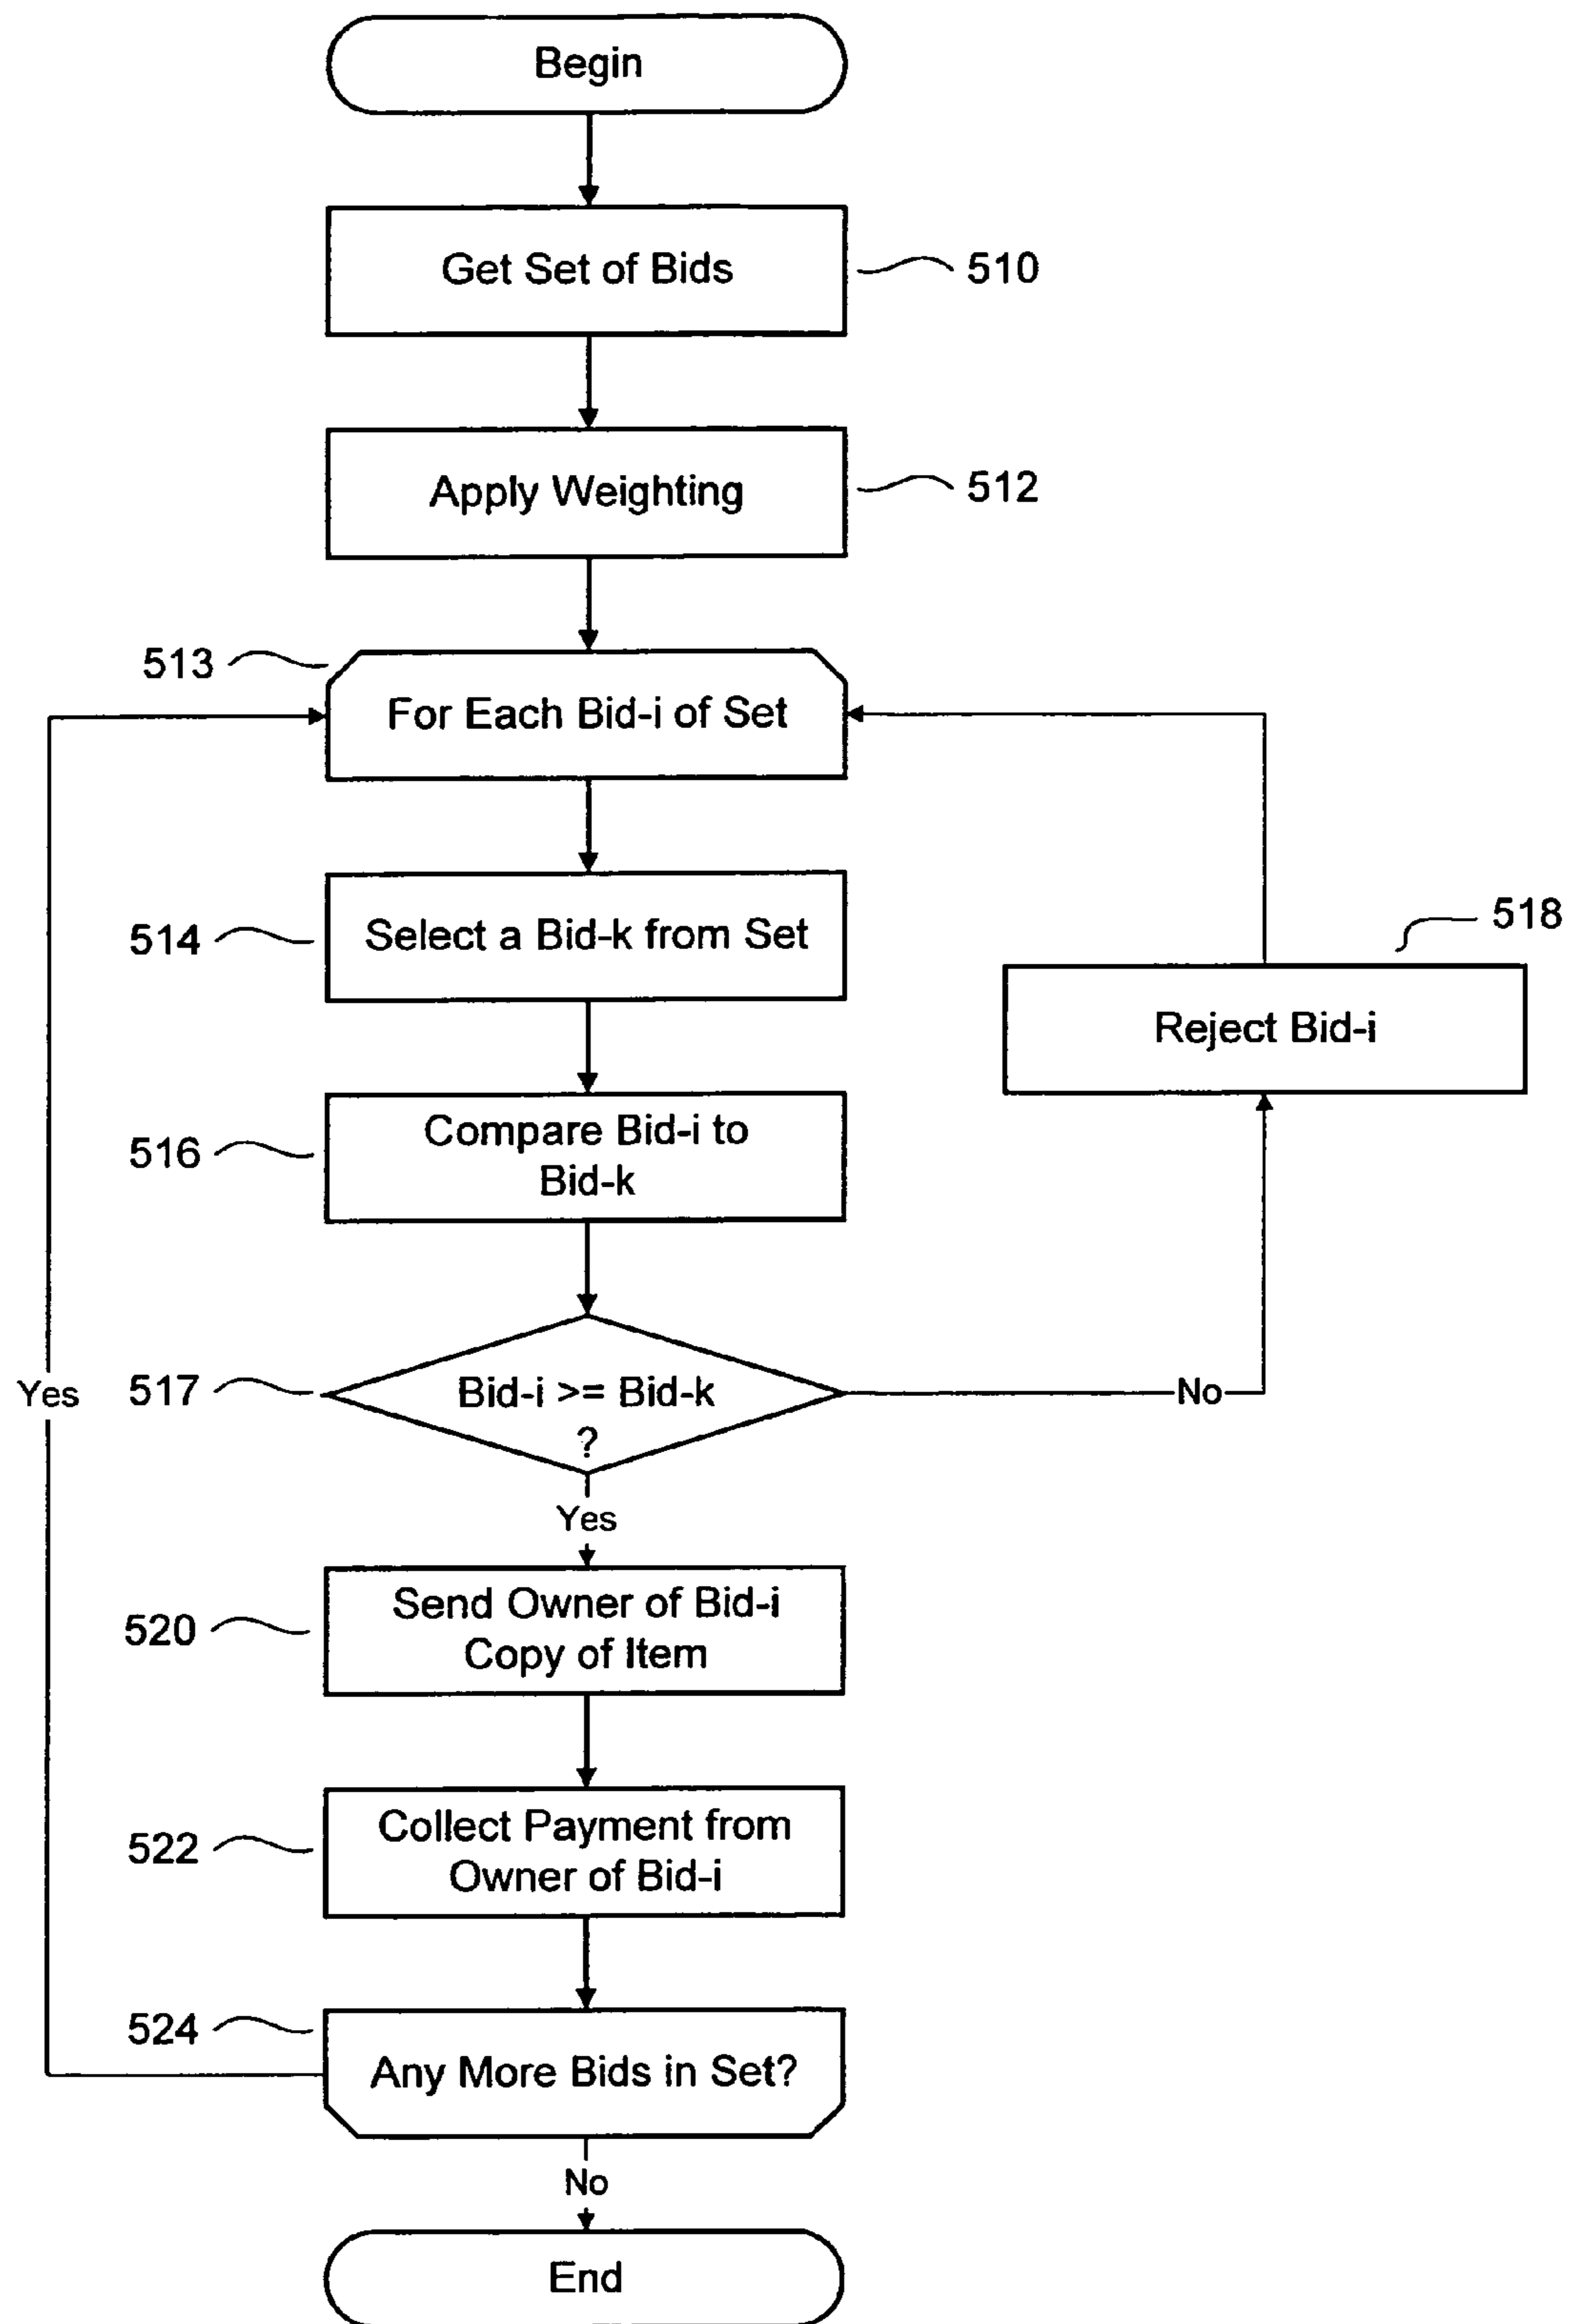 Begin
Get Set of Bids
510
Apply Weighting
512
513
For Each Bid-i of Set
514
Select a Bid-k from Set
518
Reject Bid-i
516
Compare Bid-i to
Bid-k
Yes
517
Bid-i >= Bid-k
?
No
Yes
520
Send Owner of Bid-i
Copy of Item
522
Collect Payment from
Owner of Bid-i
524
Any More Bids in Set?
No
End